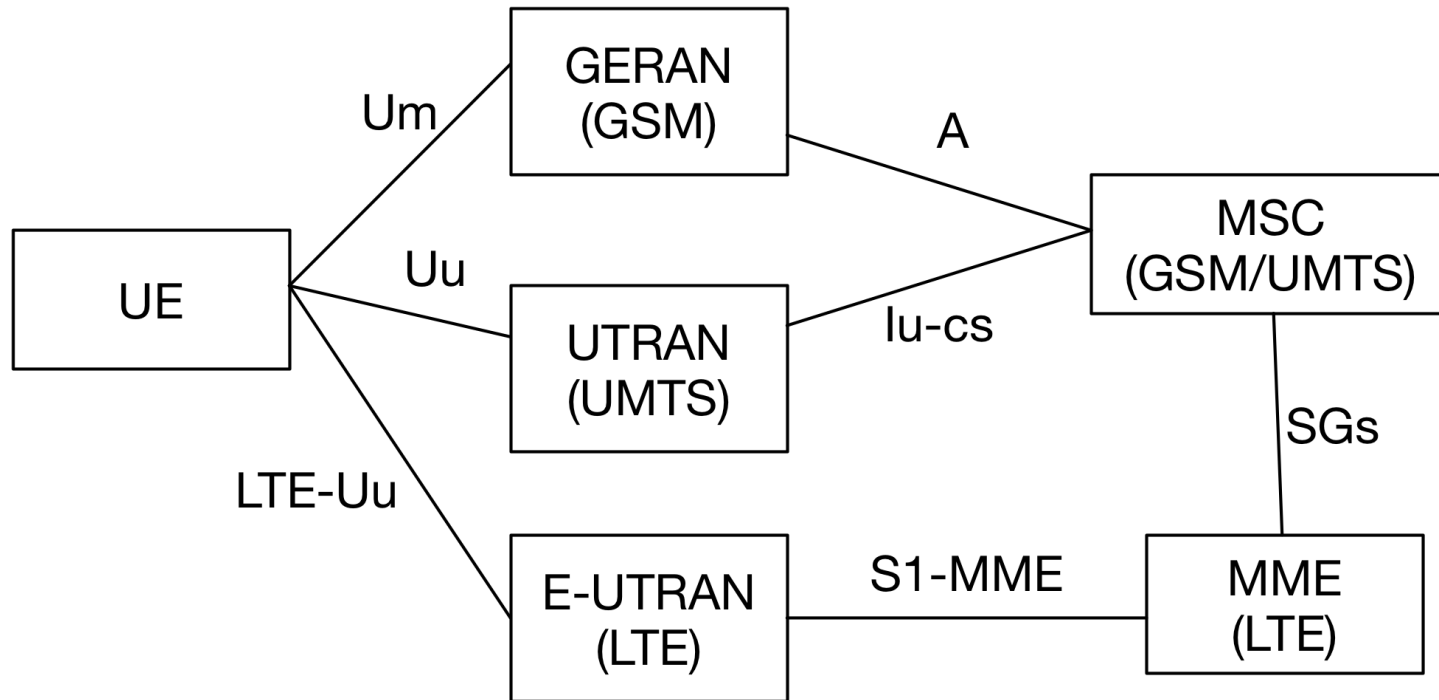 GERAN
(GSM)
Um
A
MSC
(GSM/UMTS)
UE
Uu
UTRAN
(UMTS)
Iu-cs
SGs
LTE-Uu
E-UTRAN
(LTE)
S1-MME
MME
(LTE)